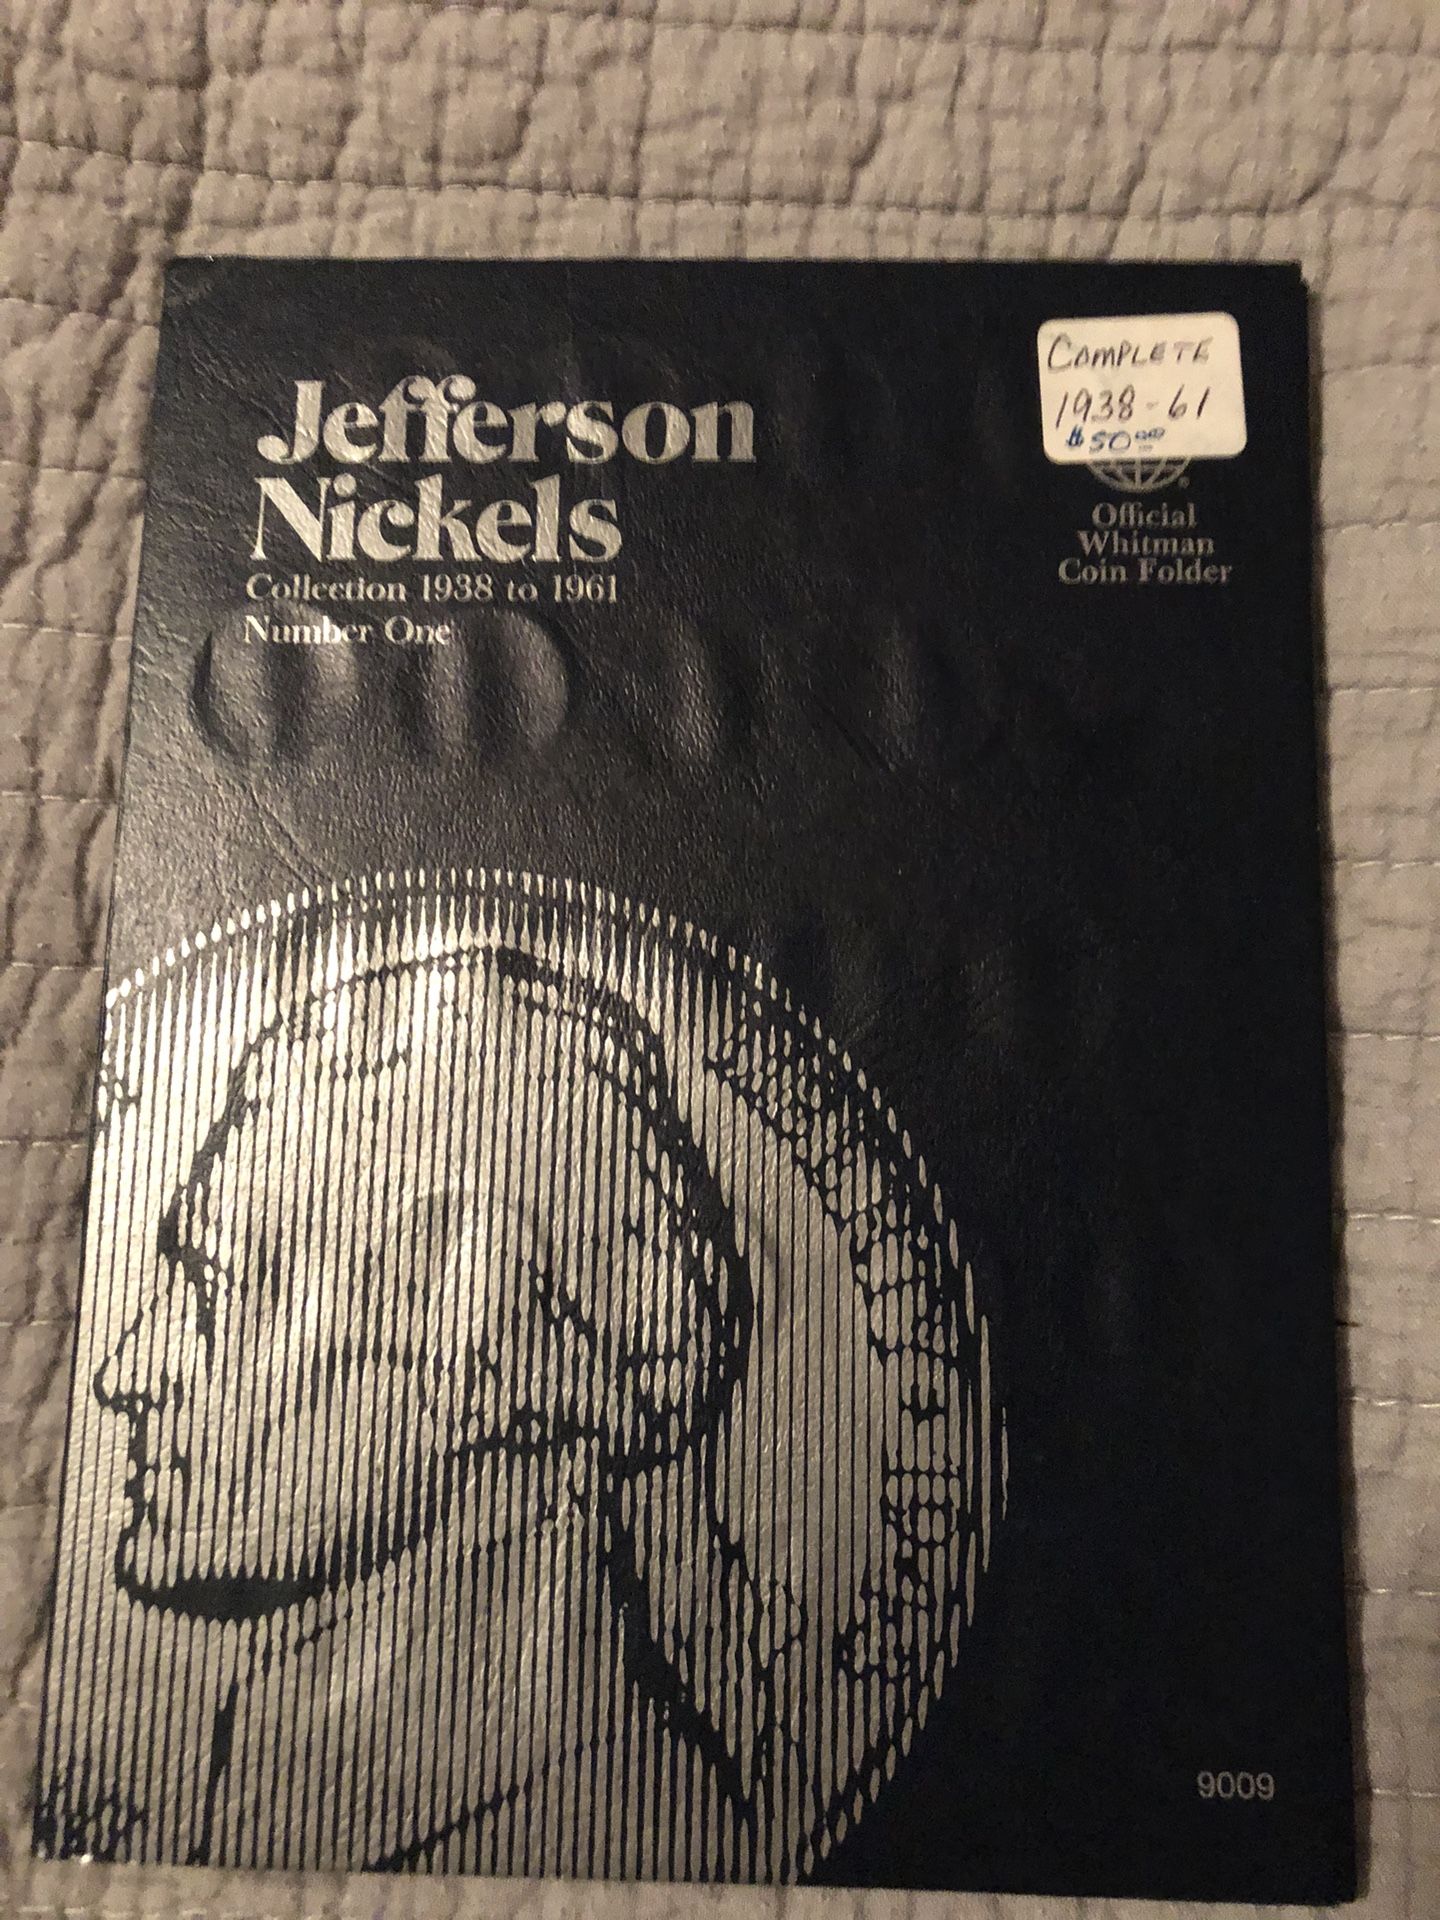 Jefferson
Nickels
Collection 1938 to 1961
Number One
COMPLETE
1938-61
$50.00
Official
Whitman
Coin Folder
9009